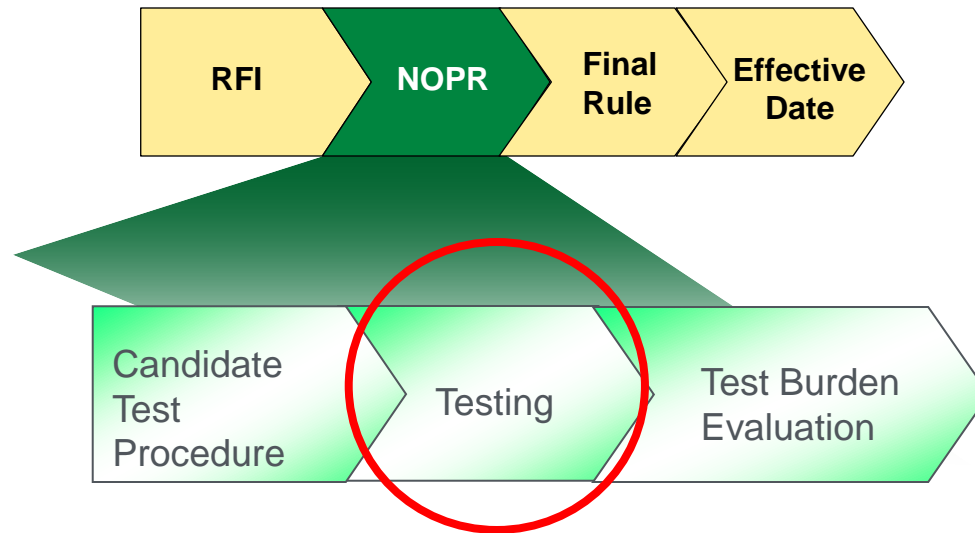 RFI
NOPR
Final
Rule
Effective
Date
Candidate
Test
Procedure
Testing
Test Burden
Evaluation